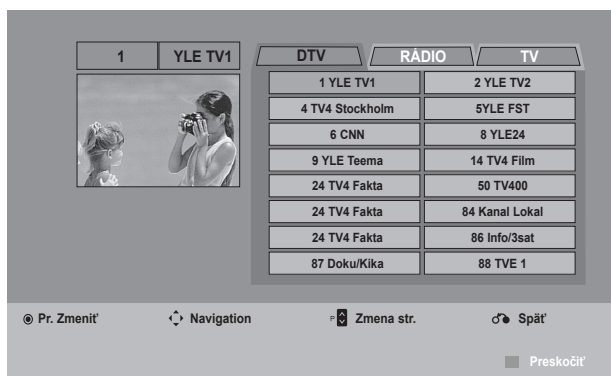 1 YLE TV1 DTV RÁDIO TV
1 YLE TV1 2 YLE TV2
4 TV4 Stockholm 5YLE FST
6 CNN 8 YLE24
9 YLE Teema 14 TV4 Film
24 TV4 Fakta 50 TV400
24 TV4 Fakta 84 Kanal Lokal
24 TV4 Fakta 86 Info/3sat
87 Doku/Kika 88 TVE 1
Pr. Zmeniť Navigation P Zmena str. Späť
Preskočiť